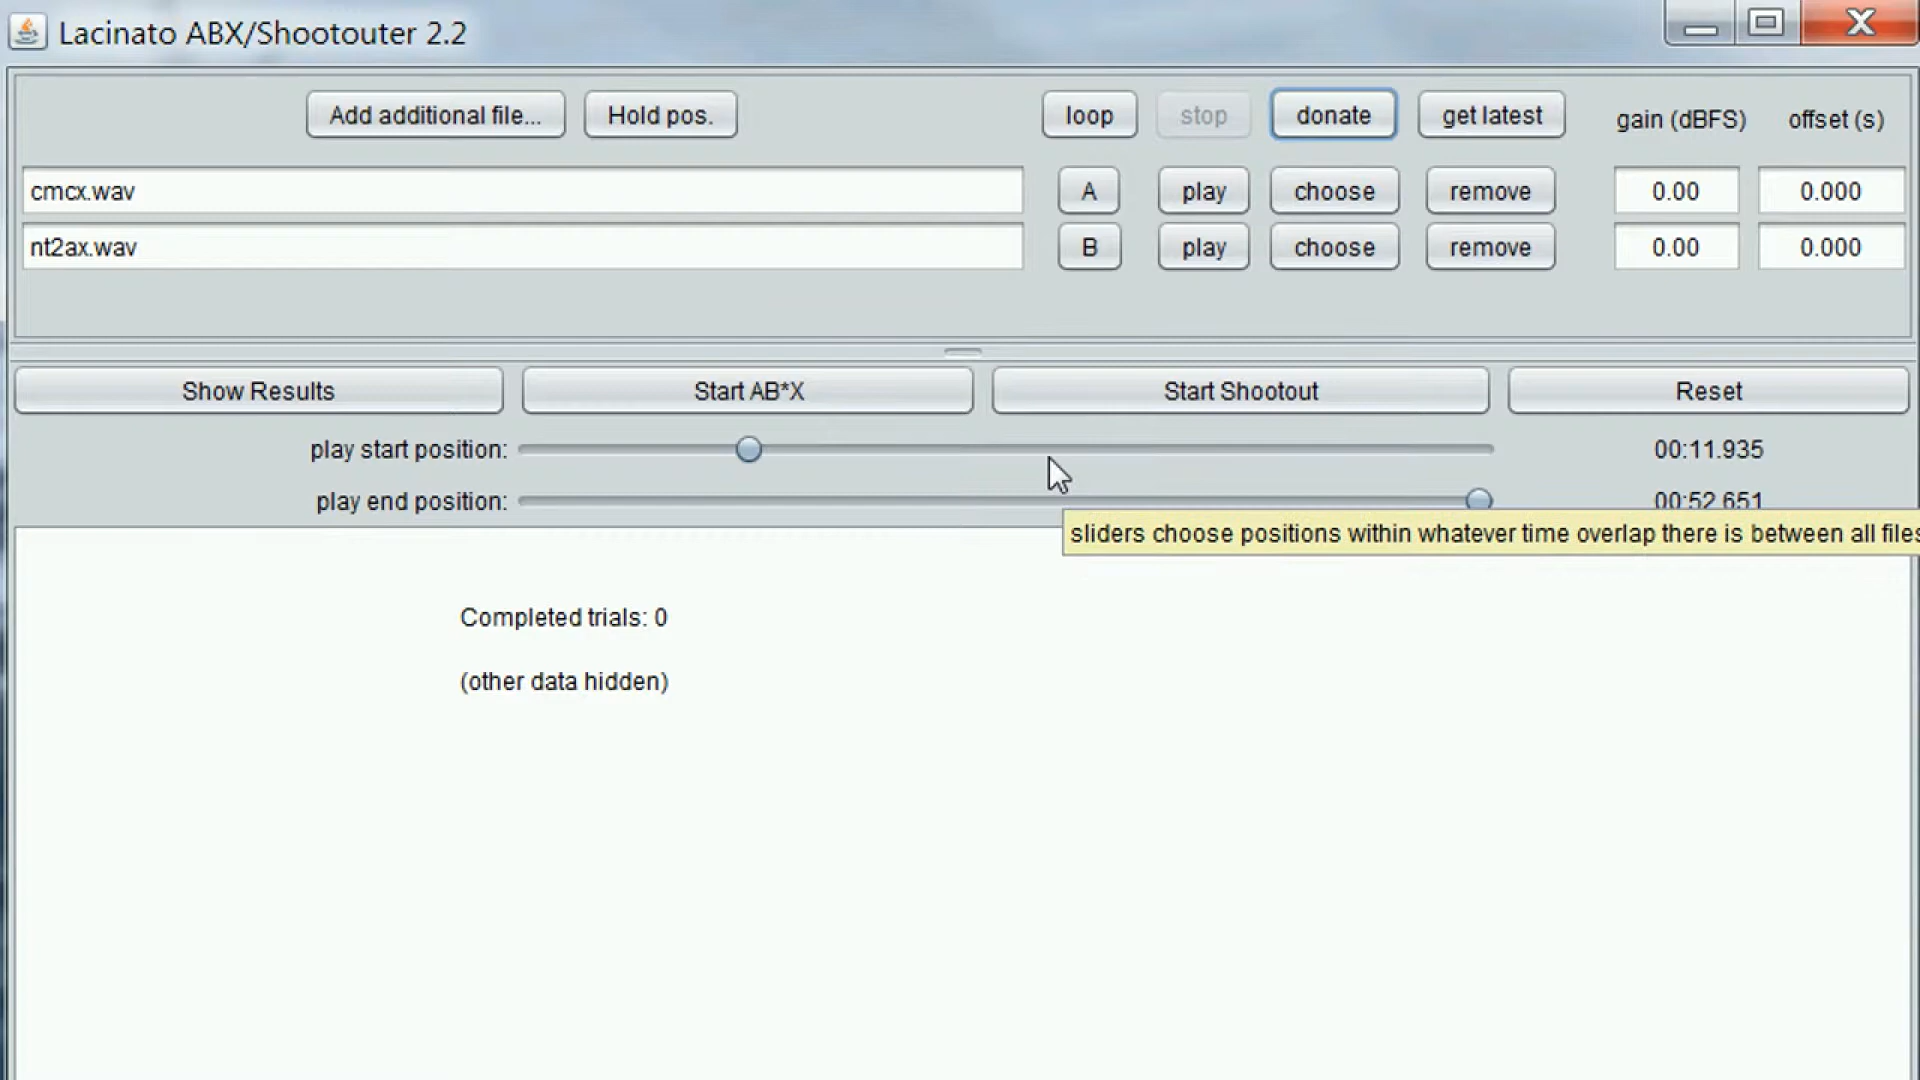 Lacinato ABX/Shootouter 2.2
Add additional file... Hold pos. loop stop donate get latest gain (dBFS) offset (s)
cmcx.wav A play choose remove 0.00 0.000
nt2ax.wav B play choose remove 0.00 0.000
Show Results Start AB*X Start Shootout Reset
play start position: 00:11.935
play end position: 00:52.651
sliders choose positions within whatever time overlap there is between all files
Completed trials: 0
(other data hidden)